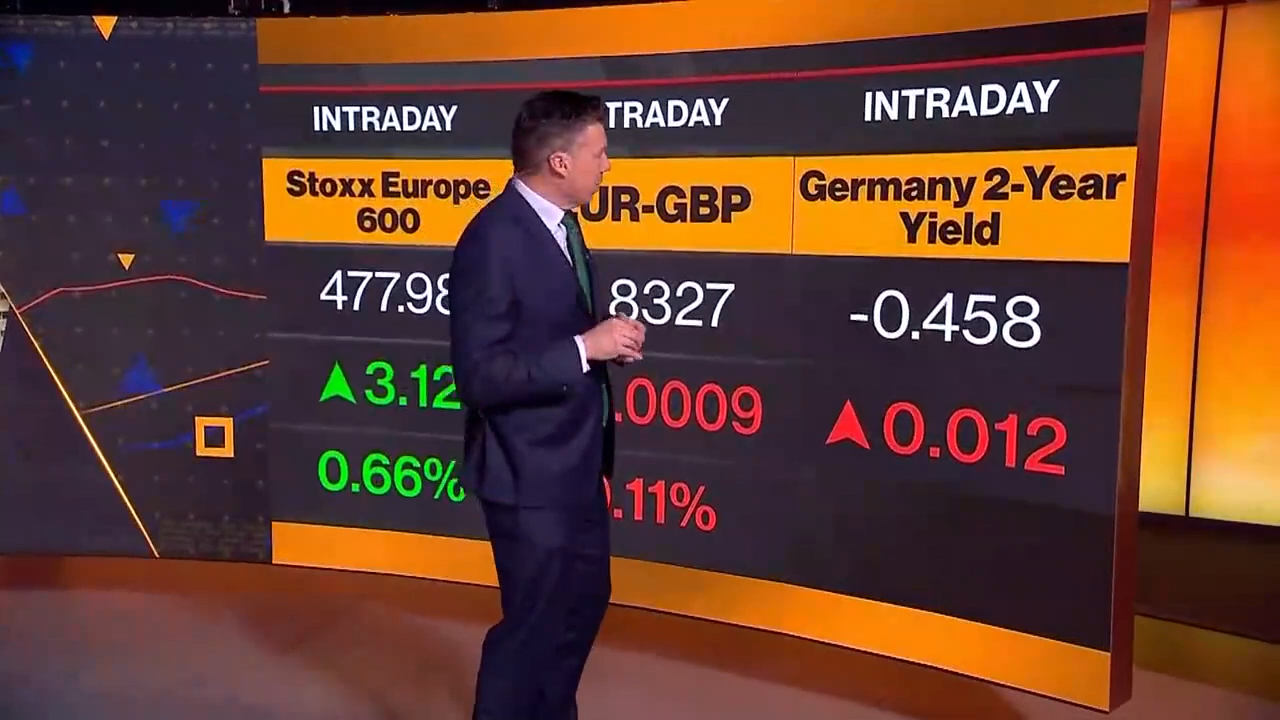 INTRADAY
TRADAY
INTRADAY
Stoxx Europe
600
UR-GBP
Germany 2-Year
Yield
477.98
8327
-0.458
▲3.12
.0009
▲0.012
0.66%
.11%